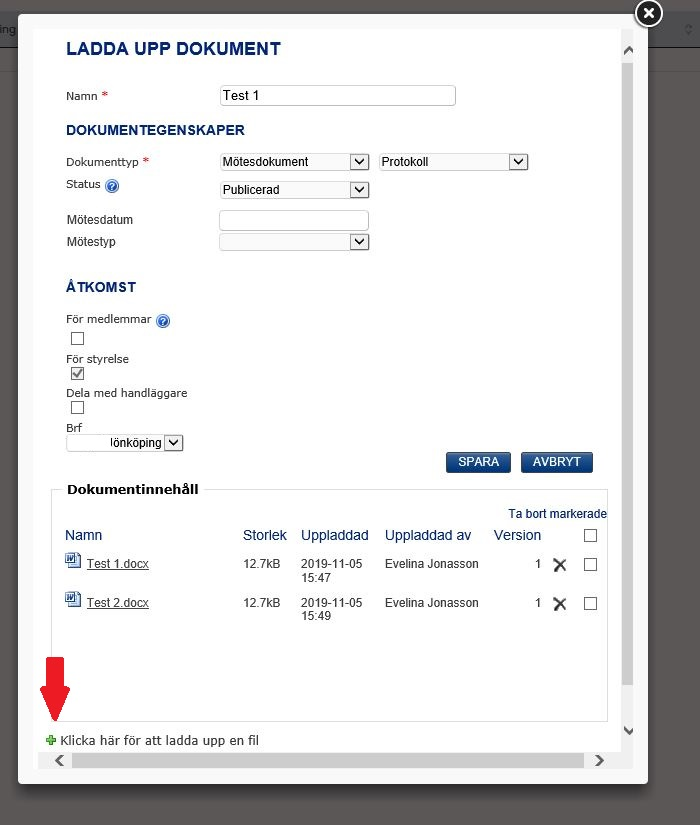 ing
LADDA UPP DOKUMENT
Namn * Test 1
DOKUMENTEGENSKAPER
Dokumenttyp * Mötesdokument Protokoll
Status ? Publicerad
Mötesdatum
Mötestyp
ÅTKOMST
För medlemmar ?
För styrelse
Dela med handläggare
Brf
Jönköping
SPARA AVBRYT
Dokumentinnehåll
Ta bort markerade
Namn Storlek Uppladdad Uppladdad av Version
Test 1.docx 12.7kB 2019-11-05 Evelina Jonasson 1
15:47
Test 2.docx 12.7kB 2019-11-05 Evelina Jonasson 1
15:49
Klicka här för att ladda upp en fil